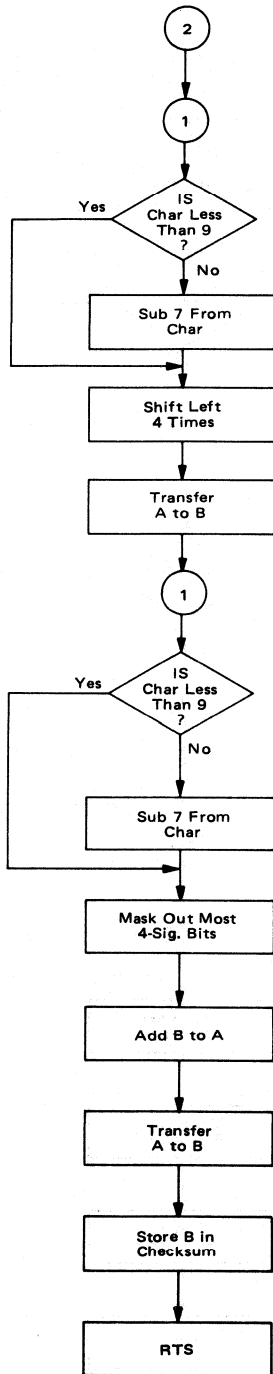 2
1
IS
Char Less
Than 9
?
Yes
No
Sub 7 From
Char
Shift Left
4 Times
Transfer
A to B
1
IS
Char Less
Than 9
?
Yes
No
Sub 7 From
Char
Mask Out Most
4-Sig. Bits
Add B to A
Transfer
A to B
Store B in
Checksum
RTS